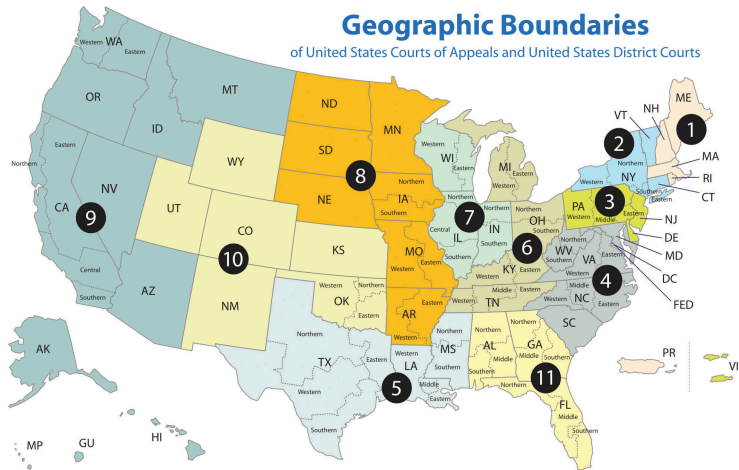 Geographic Boundaries
of United States Courts of Appeals and United States District Courts
WA
Western
Eastern
MT
OR
ID
ND
MN
SD
WY
NE
8
WI
Western
Eastern
MI
Western
Eastern
VT
NH
ME
1
2
Northern
Western
NY
Southern
Eastern
MA
RI
CT
Northern
Eastern
NV
CA
9
Central
Southern
UT
CO
10
KS
Northern
IA
Southern
Northern
7
Central
IL
Southern
Northern
IN
Southern
Northern
OH
Southern
PA
3
Western
Middle
Eastern
NJ
DE
MD
DC
FED
6
Northern
WV
Southern
VA
Eastern
Western
4
MO
Western
Eastern
KY
Western
Eastern
AZ
NM
Western
Northern
OK
Eastern
AR
Eastern
Western
Western
Middle
Eastern
TN
Western
Middle
NC
Eastern
SC
Northern
TX
Eastern
Western
Southern
Western
LA
Middle
Eastern
5
Northern
MS
Southern
Northern
AL
Middle
Southern
Northern
GA
Middle
Southern
11
Northern
FL
Middle
Southern
AK
MP
GU
HI
PR
VI